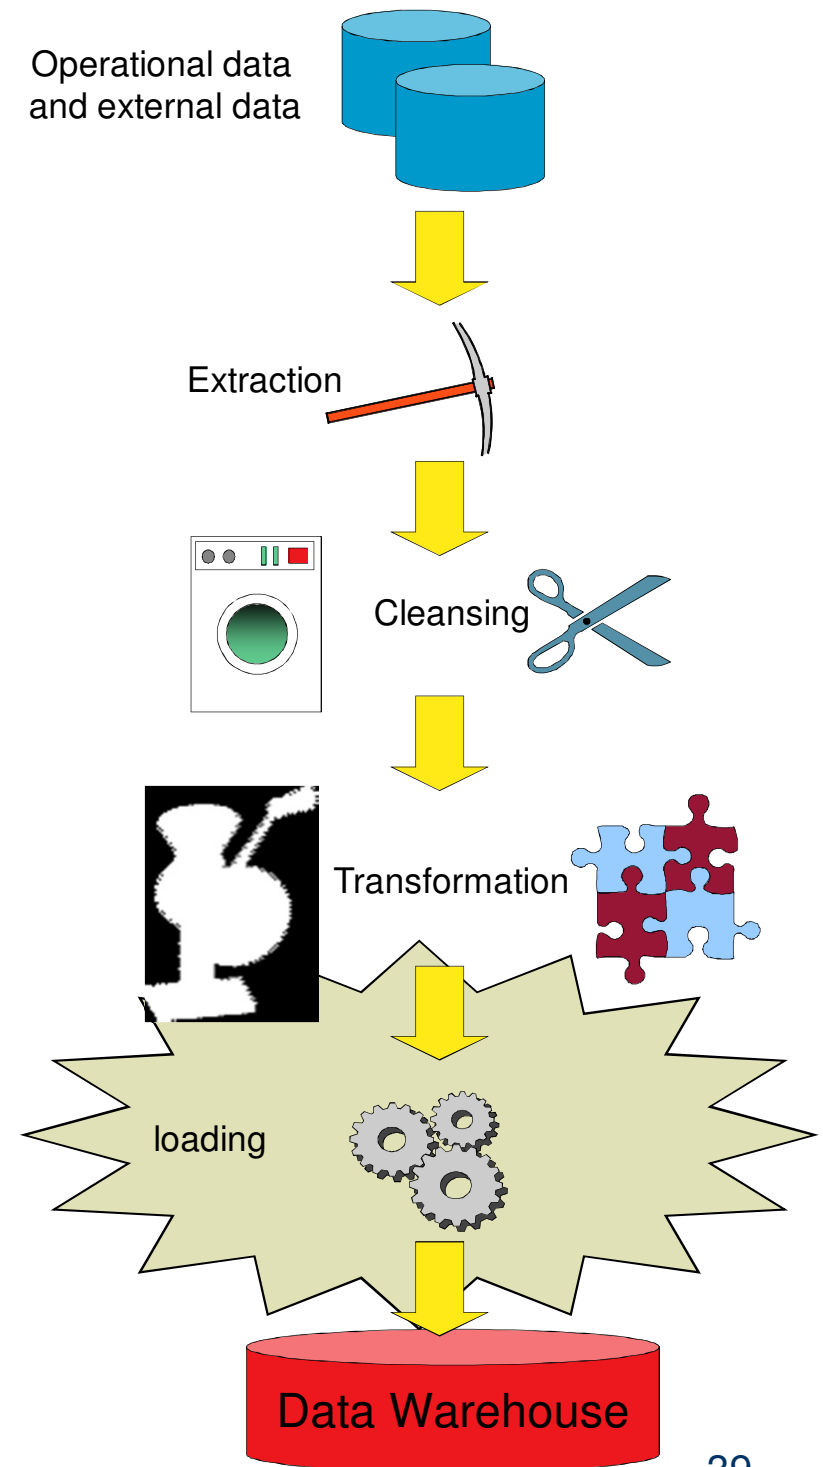 Operational data
and external data
Extraction
Cleansing
Transformation
loading
Data Warehouse